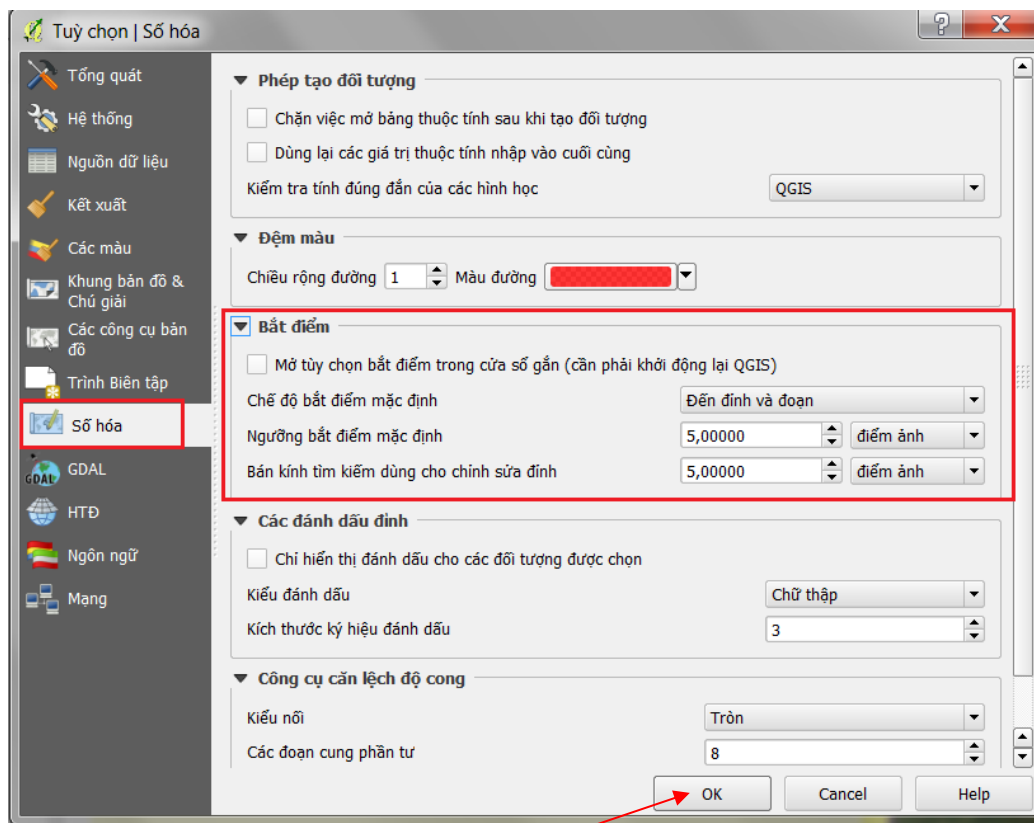 Tuỳ chọn | Số hóa
Tổng quát
Hệ thống
Nguồn dữ liệu
Kết xuất
Các màu
Khung bản đồ &
Chú giải
Các công cụ bản
đồ
Trình Biên tập
Số hóa
GDAL
HTĐ
Ngôn ngữ
Mạng
Phép tạo đối tượng
Chặn việc mở bảng thuộc tính sau khi tạo đối tượng
Dùng lại các giá trị thuộc tính nhập vào cuối cùng
Kiểm tra tính đúng đắn của các hình học QGIS
Đệm màu
Chiều rộng đường 1 Màu đường
Bắt điểm
Mở tùy chọn bắt điểm trong cửa sổ gắn (cần phải khởi động lại QGIS)
Chế độ bắt điểm mặc định Đến đỉnh và đoạn
Ngưỡng bắt điểm mặc định 5,00000 điểm ảnh
Bán kính tìm kiếm dùng cho chỉnh sửa đỉnh 5,00000 điểm ảnh
Các đánh dấu đỉnh
Chỉ hiển thị đánh dấu cho các đối tượng được chọn
Kiểu đánh dấu Chữ thập
Kích thước ký hiệu đánh dấu 3
Công cụ căn lệch độ cong
Kiểu nối Tròn
Các đoạn cung phần tư 8
OK Cancel Help